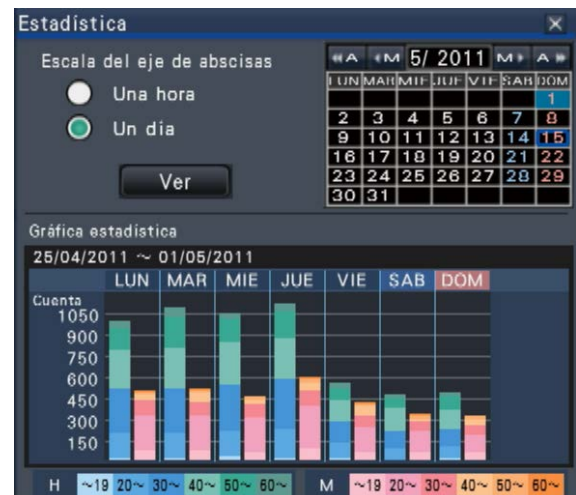 Estadística
Escala del eje de abscisas
Una hora
Un día
Ver
A M 5/ 2011 M A
LUN MAR MIE JUE VIE SAB DOM
1
2 3 4 5 6 7 8
9 10 11 12 13 14 15
16 17 18 19 20 21 22
23 24 25 26 27 28 29
30 31
Gráfica estadística
25/04/2011 ~ 01/05/2011
LUN MAR MIE JUE VIE SAB DOM
Cuenta
1050
900
750
600
450
300
150
H ~19 20~ 30~ 40~ 50~ 60~ M ~19 20~ 30~ 40~ 50~ 60~